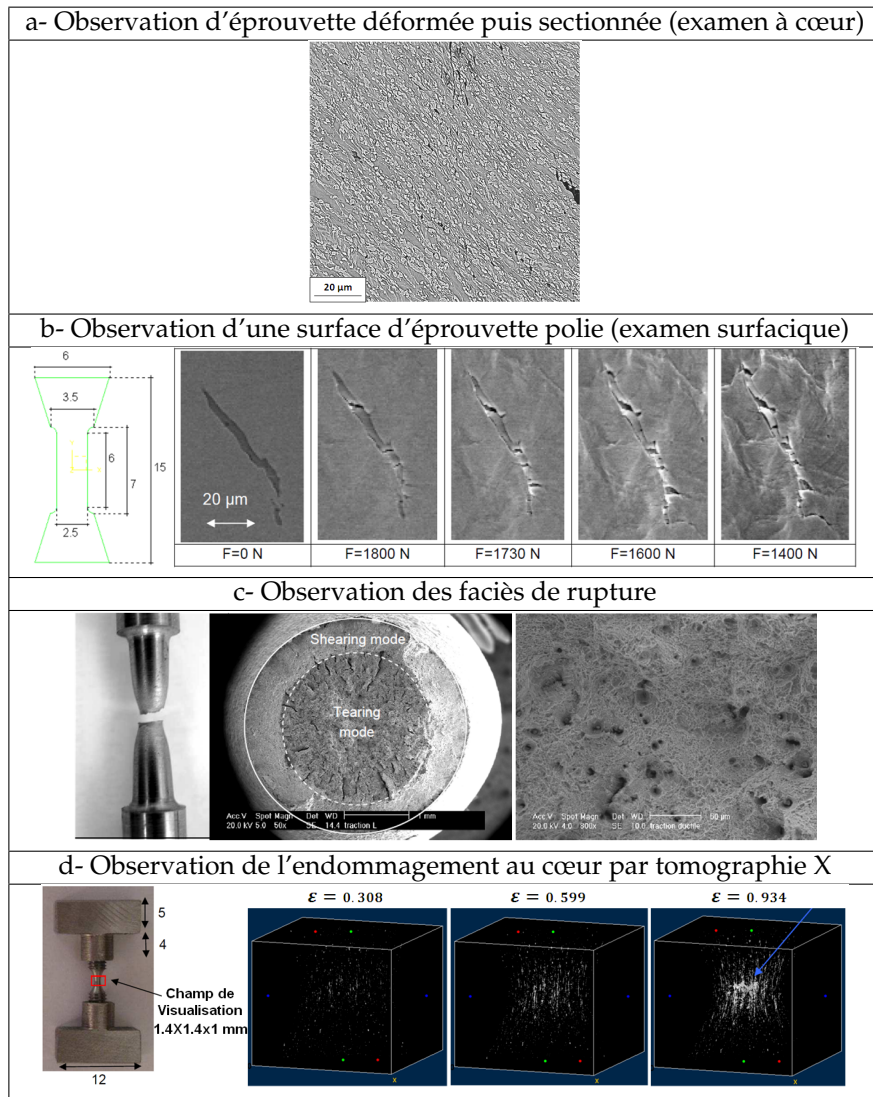 a- Observation d'éprouvette déformée puis sectionnée (examen à cœur)
20 µm
b- Observation d'une surface d'éprouvette polie (examen surfacique)
6
3.5
6
7
15
2.5
20 µm
F=0 N
F=1800 N
F=1730 N
F=1600 N
F=1400 N
c- Observation des faciès de rupture
Shearing mode
Tearing
mode
Acc.V Spot Magn Det WD 1 mm
20.0 kV 5.0 50x SE 14.4 traction L
Acc.V Spot Magn Det WD 50 µm
20.0 kV 4.0 800x SE 10.0 traction ductile
d- Observation de l'endommagement au cœur par tomographie X
5
4
Champ de
Visualisation
1.4X1.4x1 mm
12
ε = 0.308
ε = 0.599
ε = 0.934
x
x
x